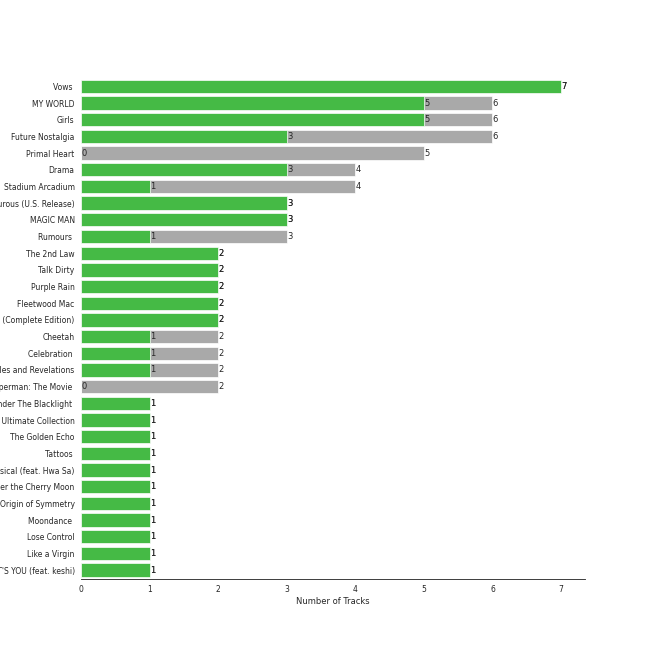 Vows 7
MY WORLD 5 6
Girls 5 6
Future Nostalgia 3 6
Primal Heart 0 5
Drama 3 4
Stadium Arcadium 1 4
urous (U.S. Release) 3
MAGIC MAN 3
Rumours 1 3
The 2nd Law 2
Talk Dirty 2
Purple Rain 2
Fleetwood Mac 2
(Complete Edition) 2
Cheetah 1 2
Celebration 1 2
les and Revelations 1 2
perman: The Movie 0 2
nder The Blacklight 1
Ultimate Collection 1
The Golden Echo 1
Tattoos 1
sical (feat. Hwa Sa) 1
er the Cherry Moon 1
Origin of Symmetry 1
Moondance 1
Lose Control 1
Like a Virgin 1
'S YOU (feat. keshi) 1
0 1 2 3 4 5 6 7
Number of Tracks